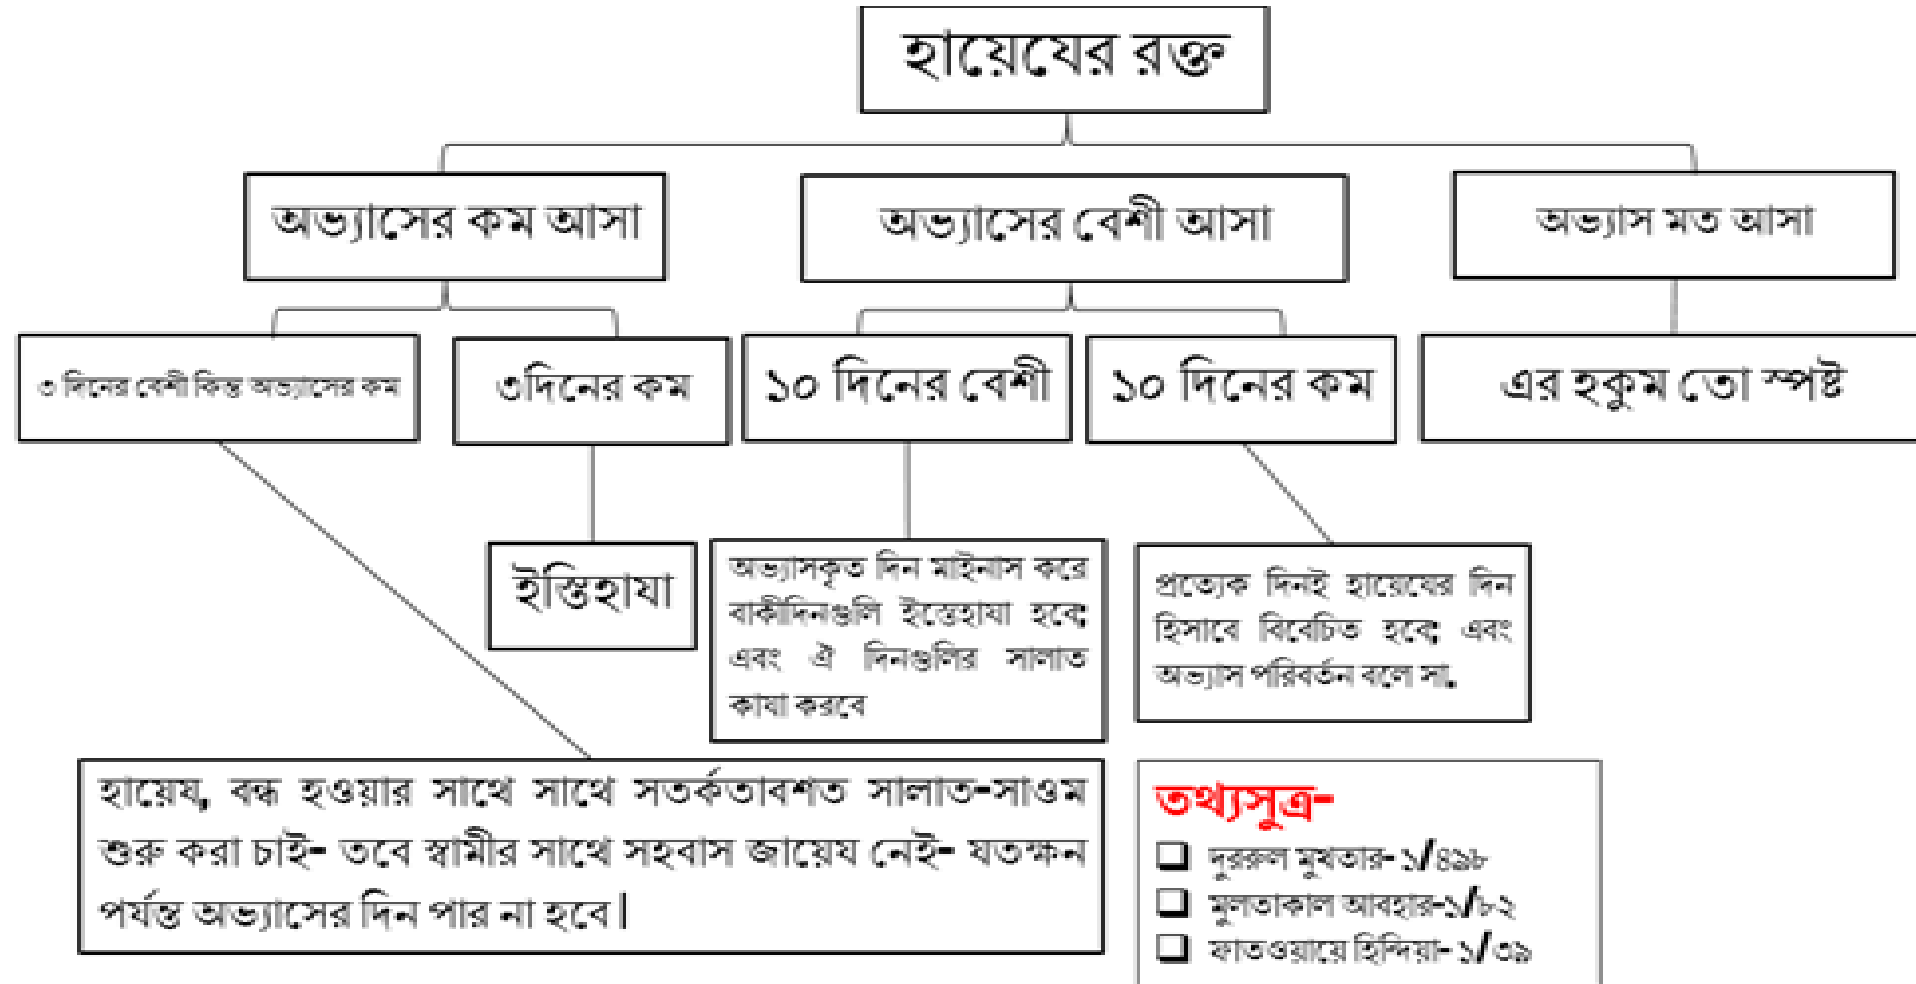 হায়েযের রক্ত
অভ্যাসের কম আসা
অভ্যাসের বেশী আসা
অভ্যাস মত আসা
৩ দিনের বেশী কিন্তু অভ্যাসের কম
৩দিনের কম
১০ দিনের বেশী
১০ দিনের কম
এর হুকুম তো স্পষ্ট
ইস্তিহাযা
অভ্যাসকৃত দিন মাইনাস করে
বাকীদিনগুলি ইস্তেহাযা হবে;
এবং ঐ দিনগুলির সালাত
কাযা করবে
প্রত্যেক দিনই হায়েযের দিন
হিসাবে বিবেচিত হবে; এবং
অভ্যাস পরিবর্তন বলে সা.
হায়েয, বন্ধ হওয়ার সাথে সাথে সতর্কতাবশত সালাত-সাওম
শুরু করা চাই- তবে স্বামীর সাথে সহবাস জায়েয নেই- যতক্ষন
পর্যন্ত অভ্যাসের দিন পার না হবে।
তথ্যসুত্র-
দুররুল মুখতার- ১/৪৯৮
মুলতাকাল আবহার-১/৮২
ফাতওয়ায়ে হিন্দিয়া- ১/৩৯